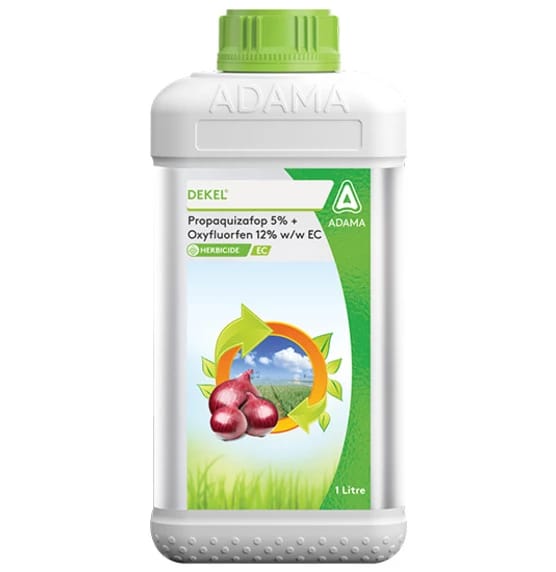 ADAMA
DEKEL®
Propaquizafop 5% +
Oxyfluorfen 12% w/w EC
HERBICIDE EC
ADAMA
1 Litre